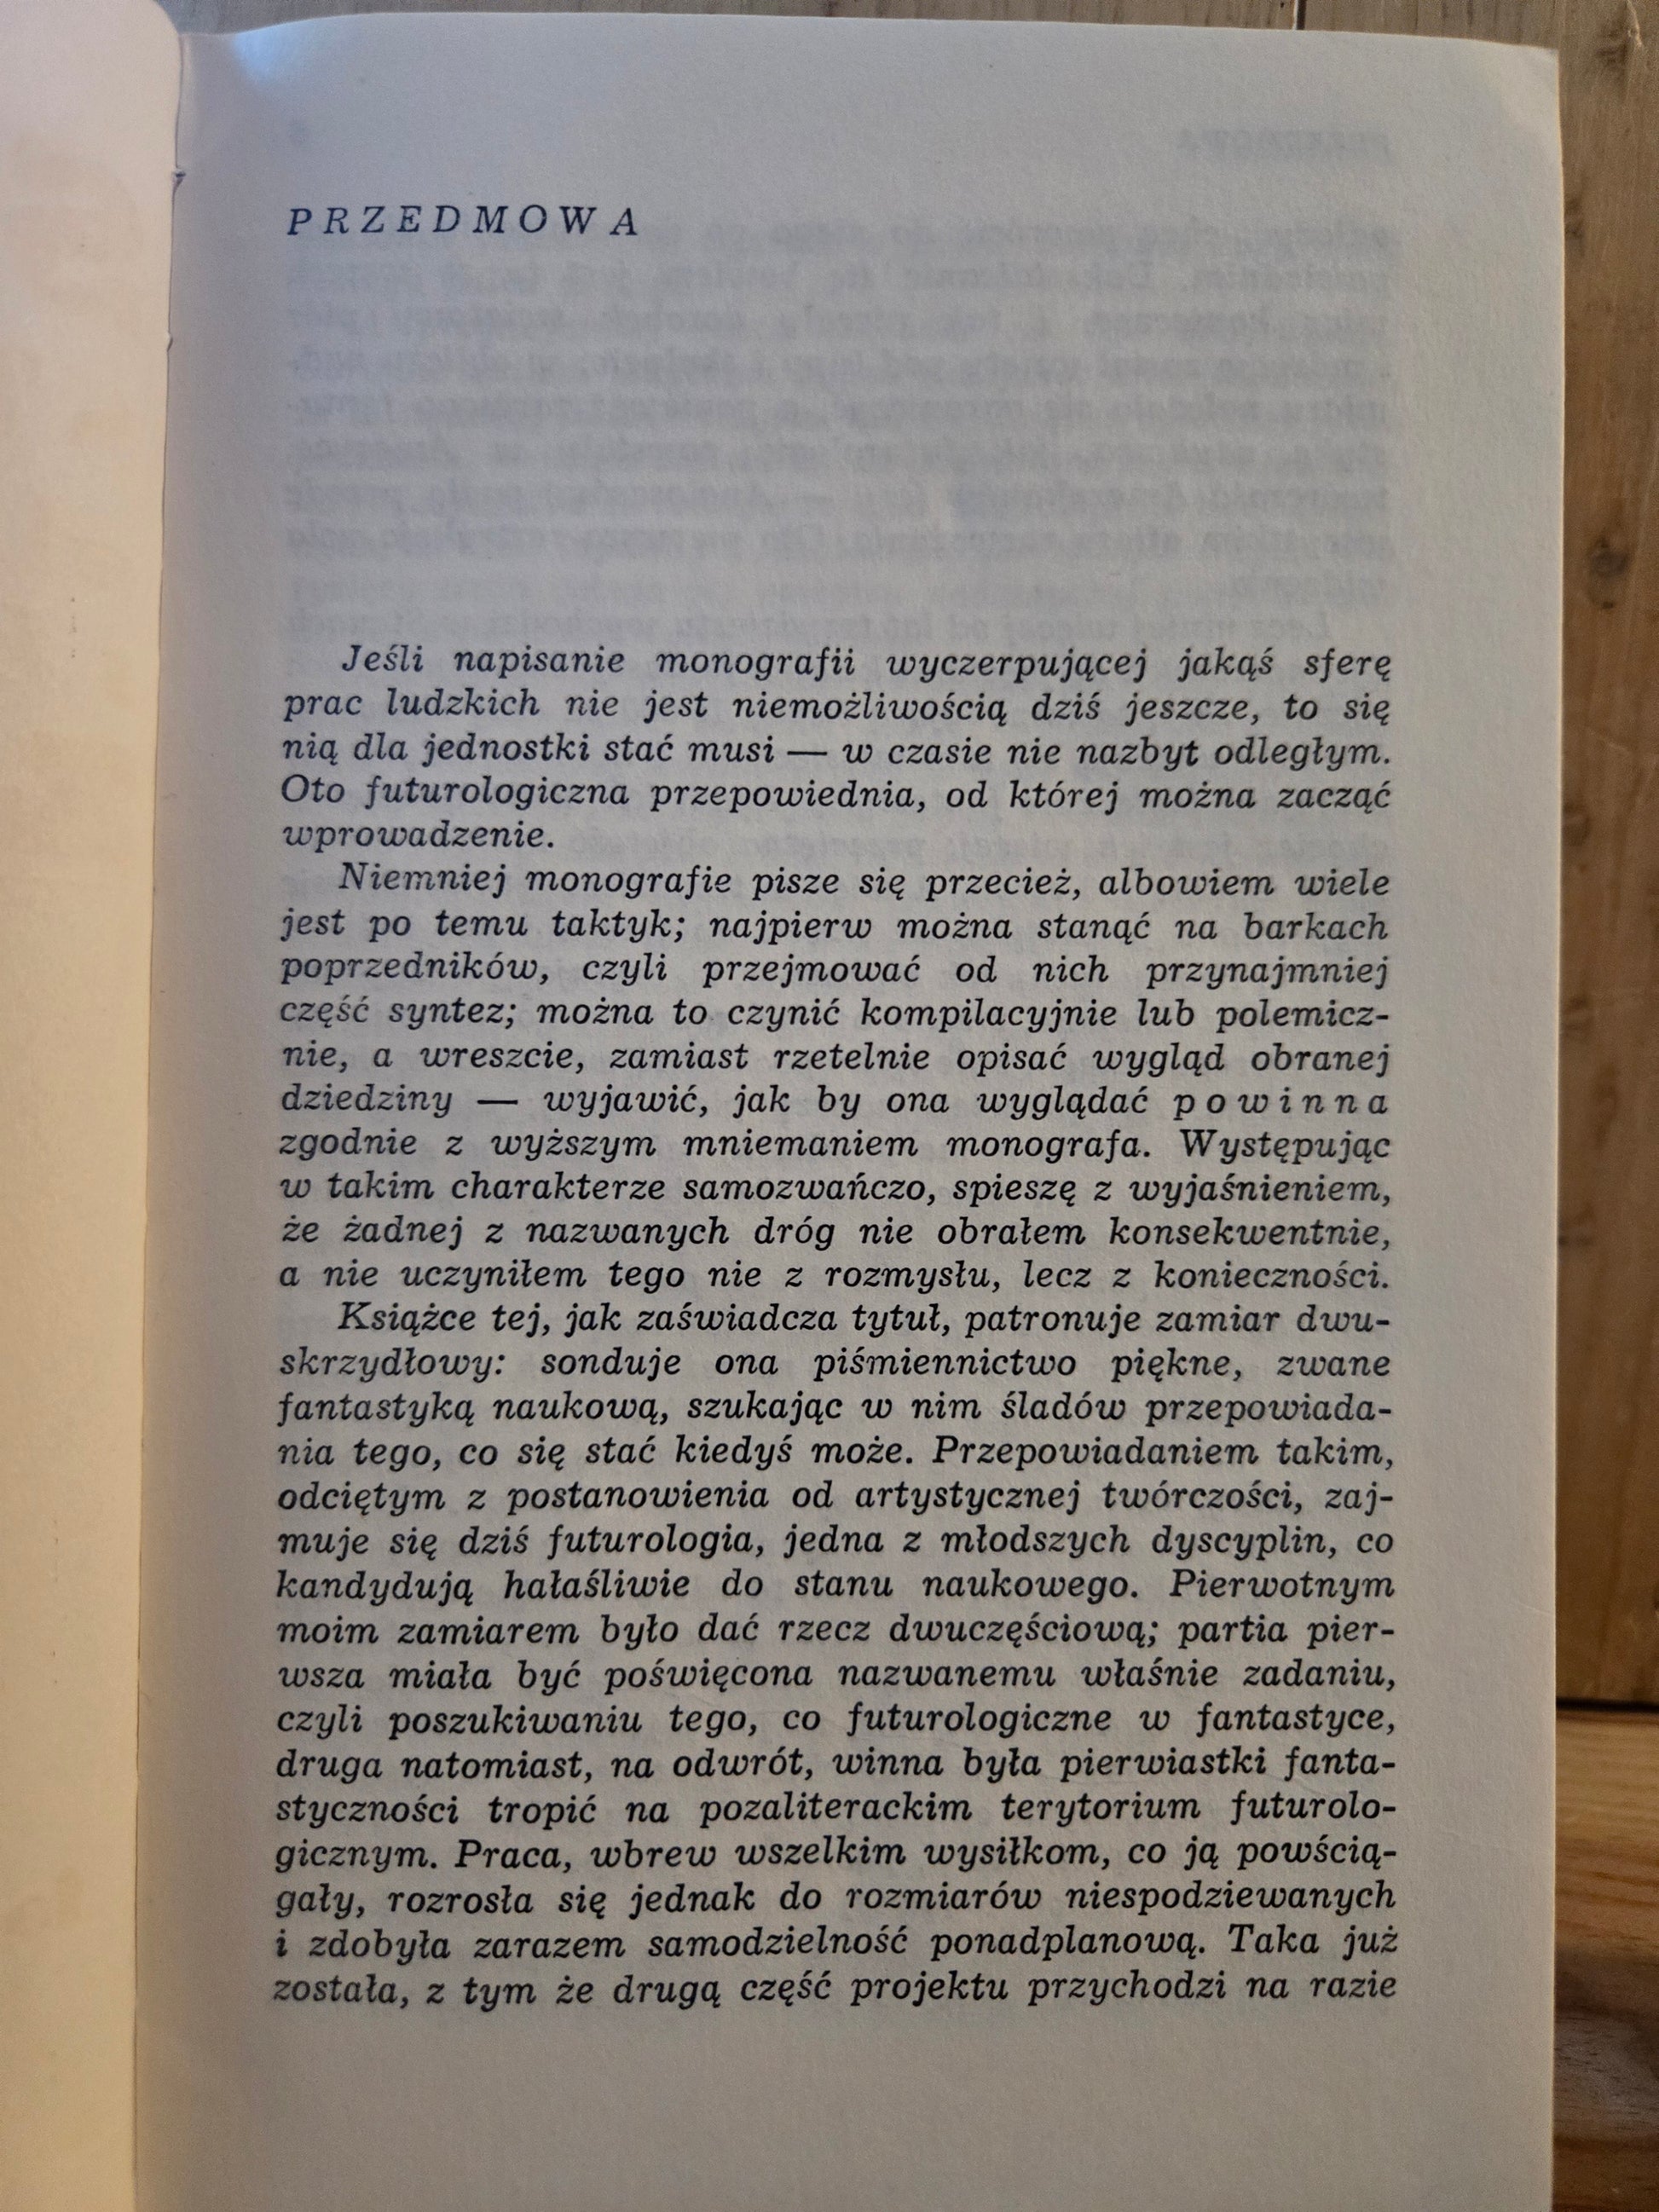 PRZEDMOWA
Jeśli napisanie monografii wyczerpującej jakąś sferę
prac ludzkich nie jest niemożliwością dziś jeszcze, to się
nią dla jednostki stać musi — w czasie nie nazbyt odległym.
Oto futurologiczna przepowiednia, od której można zacząć
wprowadzenie.
Niemniej monografie pisze się przecież, albowiem wiele
jest po temu taktyk; najpierw można stanąć na barkach
poprzedników, czyli przejmować od nich przynajmniej
część syntez; można to czynić kompilacyjnie lub polemicz-
nie, a wreszcie, zamiast rzetelnie opisać wygląd obranej
dziedziny — wyjawić, jak by ona wyglądać powinna
zgodnie z wyższym mniemaniem monografa. Występując
w takim charakterze samozwańczo, spieszę z wyjaśnieniem,
że żadnej z nazwanych dróg nie obrałem konsekwentnie,
a nie uczyniłem tego nie z rozmysłu, lecz z konieczności.
Książce tej, jak zaświadcza tytuł, patronuje zamiar dwu-
skrzydłowy: sonduje ona piśmiennictwo piękne, zwane
fantastyką naukową, szukając w nim śladów przepowiada-
nia tego, co się stać kiedyś może. Przepowiadaniem takim,
odciętym z postanowienia od artystycznej twórczości, zaj-
muje się dziś futurologia, jedna z młodszych dyscyplin, co
kandydują hałaśliwie do stanu naukowego. Pierwotnym
moim zamiarem było dać rzecz dwuczęściową; partia pier-
wsza miała być poświęcona nazwanemu właśnie zadaniu,
czyli poszukiwaniu tego, co futurologiczne w fantastyce,
druga natomiast, na odwrót, winna była pierwiastki fanta-
styczności tropić na pozaliterackim terytorium futurolo-
gicznym. Praca, wbrew wszelkim wysiłkom, co ją powścią-
gały, rozrosła się jednak do rozmiarów niespodziewanych
i zdobyła zarazem samodzielność ponadplanową. Taka już
została, z tym że drugą część projektu przychodzi na razie